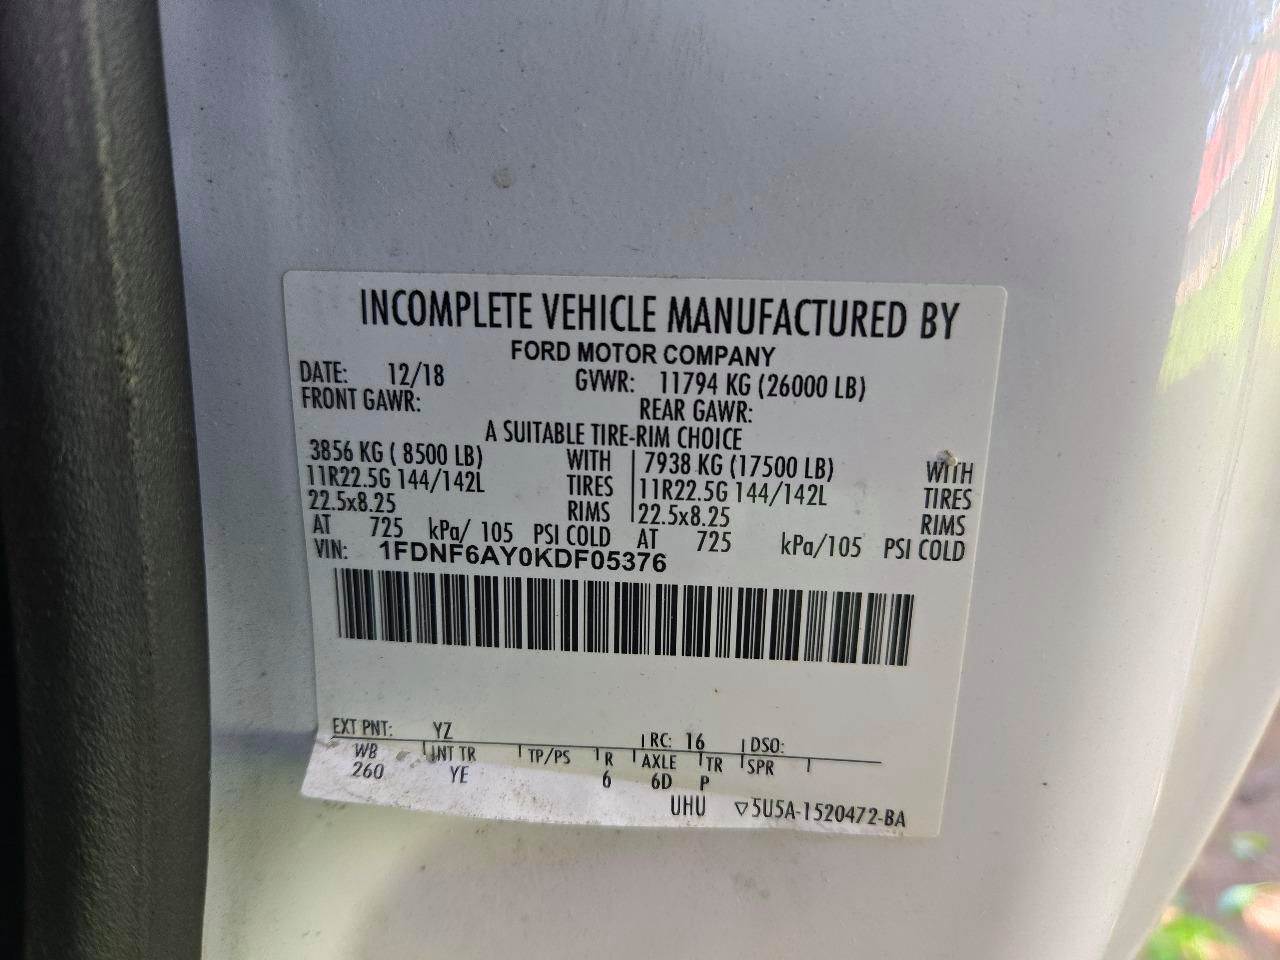 INCOMPLETE VEHICLE MANUFACTURED BY
FORD MOTOR COMPANY
DATE: 12/18 GVWR: 11794 KG (26000 LB)
FRONT GAWR: REAR GAWR:
A SUITABLE TIRE-RIM CHOICE
3856 KG ( 8500 LB) WITH 7938 KG (17500 LB) WITH
11R22.5G 144/142L TIRES 11R22.5G 144/142L TIRES
22.5x8.25 RIMS 22.5x8.25 RIMS
AT 725 kPa/ 105 PSI COLD AT 725 kPa/105 PSI COLD
VIN: 1FDNF6AY0KDF05376
EXT PNT: YZ RC: 16 DSO:
WB INT TR TP/PS R AXLE TR SPR
260 YE 6 6D P
UHU ▽5U5A-1520472-BA